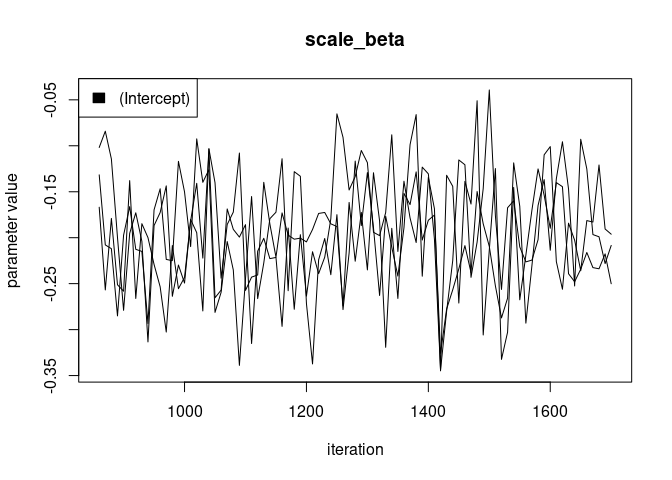 scale_beta
(Intercept)
-0.05
-0.15
-0.25
-0.35
parameter value
1000 1200 1400 1600
iteration